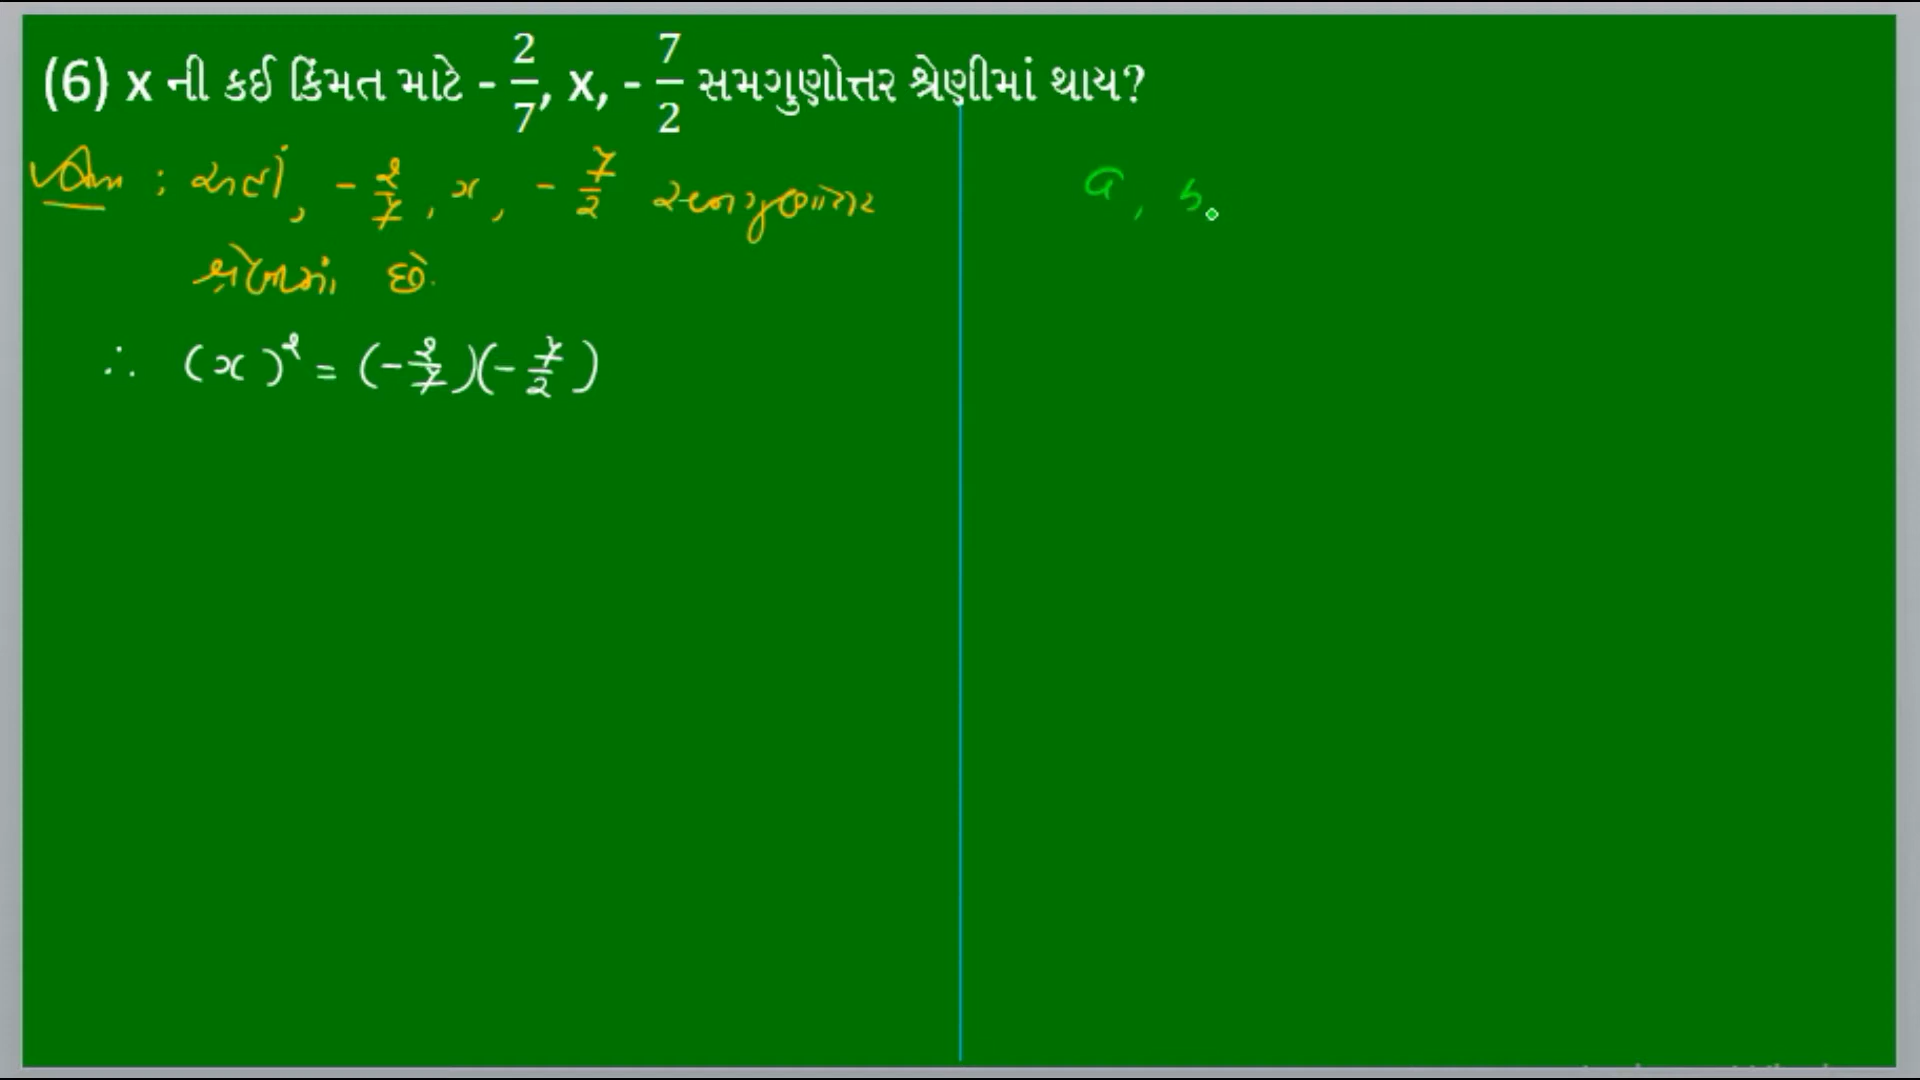 (6) x ની કઈ કિંમત માટે - 2/7, x, - 7/2 સમગુણોત્તર શ્રેણીમાં થાય?
: અહીં, - 2/7, x, - 7/2 સમગુણોત્તર
શ્રેણીમાં છે.
∴ (x)² = (- 2/7)(- 7/2)
a, b